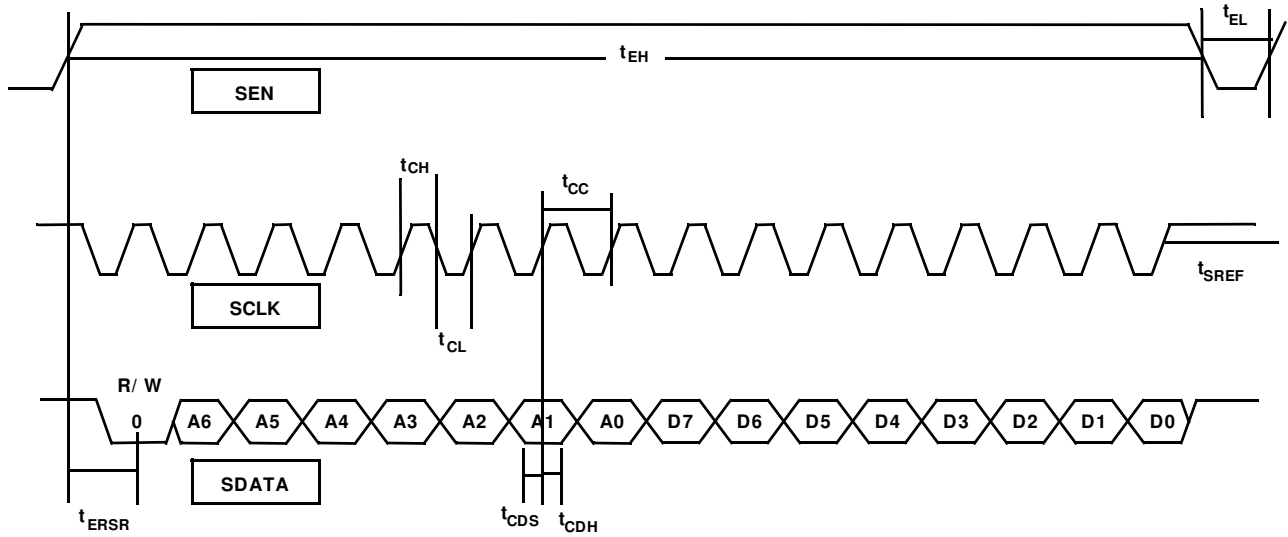 tEL
tEH
SEN
tCH
tCC
SCLK
tCL
tSREF
R/ W
0 A6 A5 A4 A3 A2 A1 A0 D7 D6 D5 D4 D3 D2 D1 D0
SDATA
tERSR
tCDS
tCDH